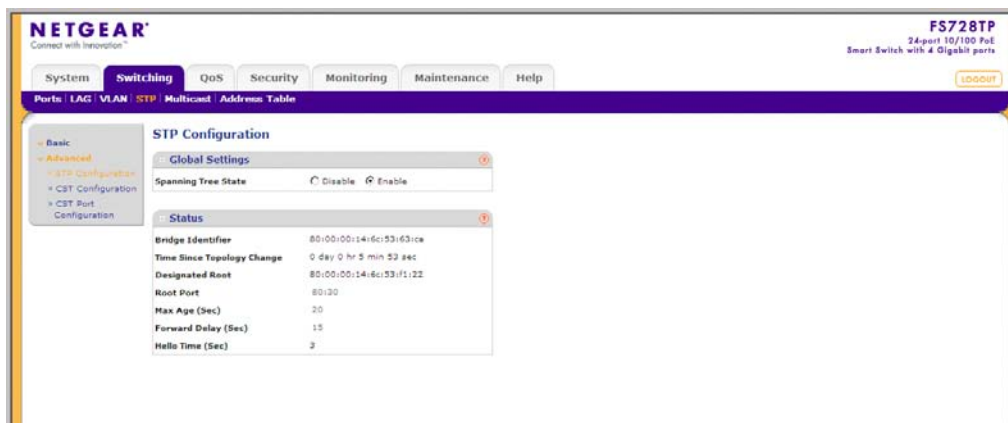 NETGEAR®
Connect with Innovation™
FS728TP
24-port 10/100 PoE
Smart Switch with 4 Gigabit ports
System Switching QoS Security Monitoring Maintenance Help
LOGOUT
Ports LAG VLAN STP Multicast Address Table
Basic
Advanced
STP Configuration
CST Configuration
CST Port
Configuration
STP Configuration
Global Settings
Spanning Tree State Disable Enable
Status
Bridge Identifier 80:00:00:14:6c:53:63:ca
Time Since Topology Change 0 day 0 hr 5 min 53 sec
Designated Root 80:00:00:14:6c:53:f1:22
Root Port 80:30
Max Age (Sec) 20
Forward Delay (Sec) 15
Hello Time (Sec)